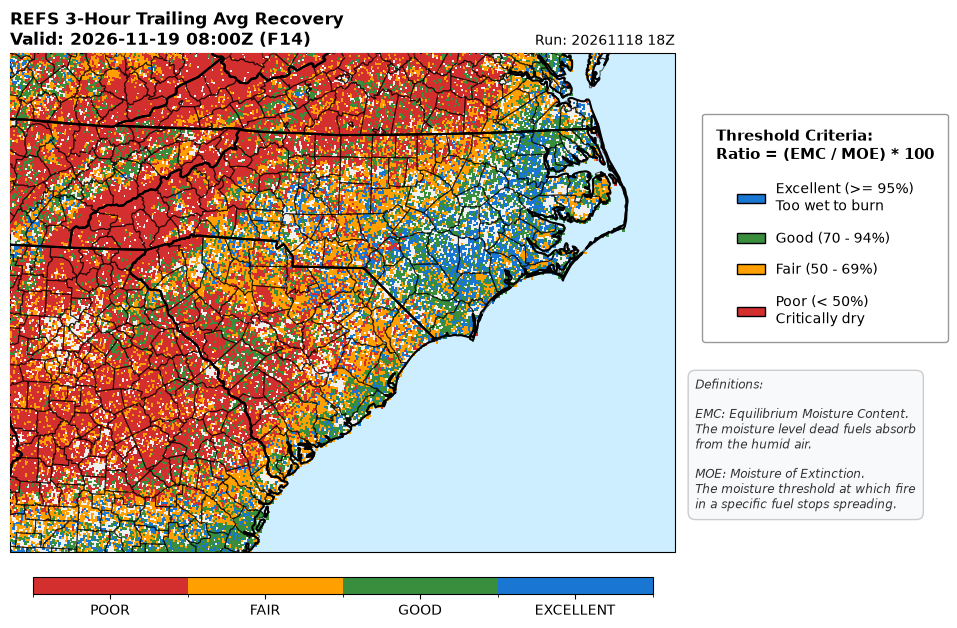 REFS 3-Hour Trailing Avg Recovery
Valid: 2026-11-19 08:00Z (F14)
Run: 20261118 18Z
Threshold Criteria:
Ratio = (EMC / MOE) * 100
Excellent (>= 95%)
Too wet to burn
Good (70 - 94%)
Fair (50 - 69%)
Poor (< 50%)
Critically dry
Definitions:
EMC: Equilibrium Moisture Content.
The moisture level dead fuels absorb
from the humid air.
MOE: Moisture of Extinction.
The moisture threshold at which fire
in a specific fuel stops spreading.
POOR
FAIR
GOOD
EXCELLENT